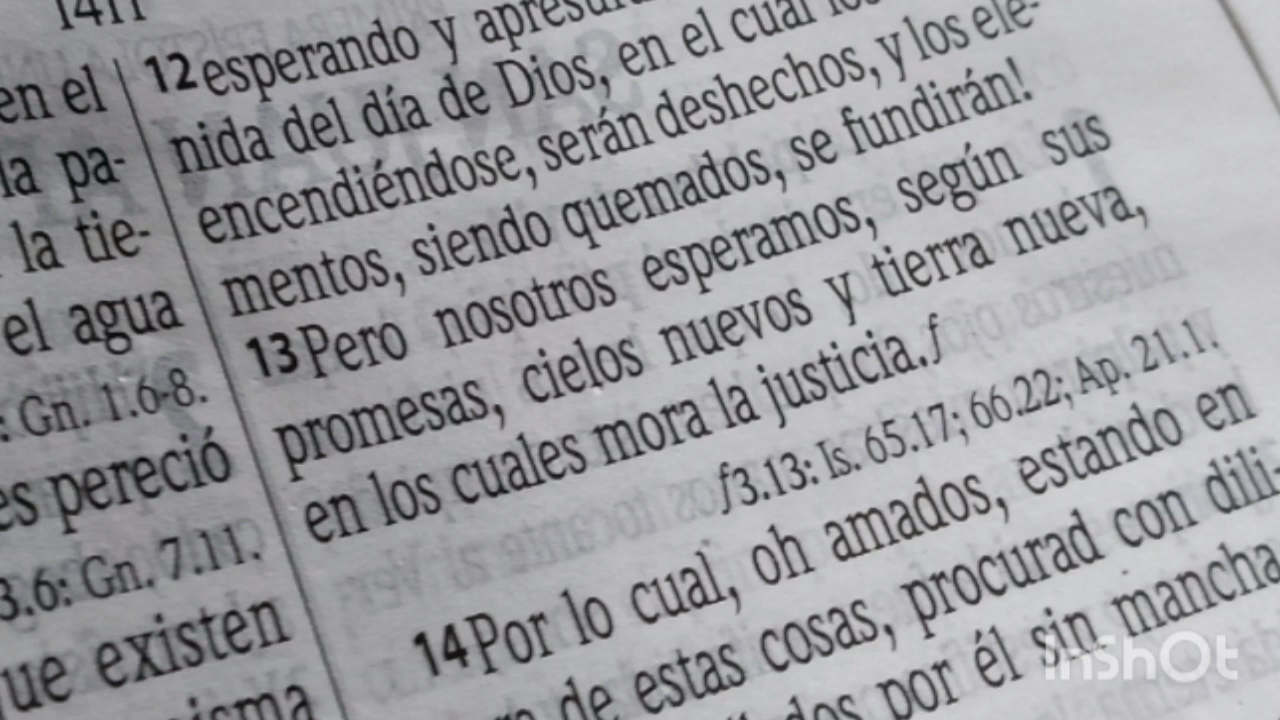 1411
en el
la pa-
la tie-
el agua
: Gn. 1.6-8.
es pereció
3.6: Gn. 7.11.
ue existen
misma
12 esperando y apresura
nida del día de Dios, en el cual
encendiéndose, serán deshechos, y los ele-
mentos, siendo quemados, se fundirán!
13 Pero nosotros esperamos, según sus
promesas, cielos nuevos y tierra nueva,
en los cuales mora la justicia. f
f 3.13: Is. 65.17; 66.22; Ap. 21.1.
14 Por lo cual, oh amados, estando en
de estas cosas, procurad con dili-
dos por él sin mancha
InShOt